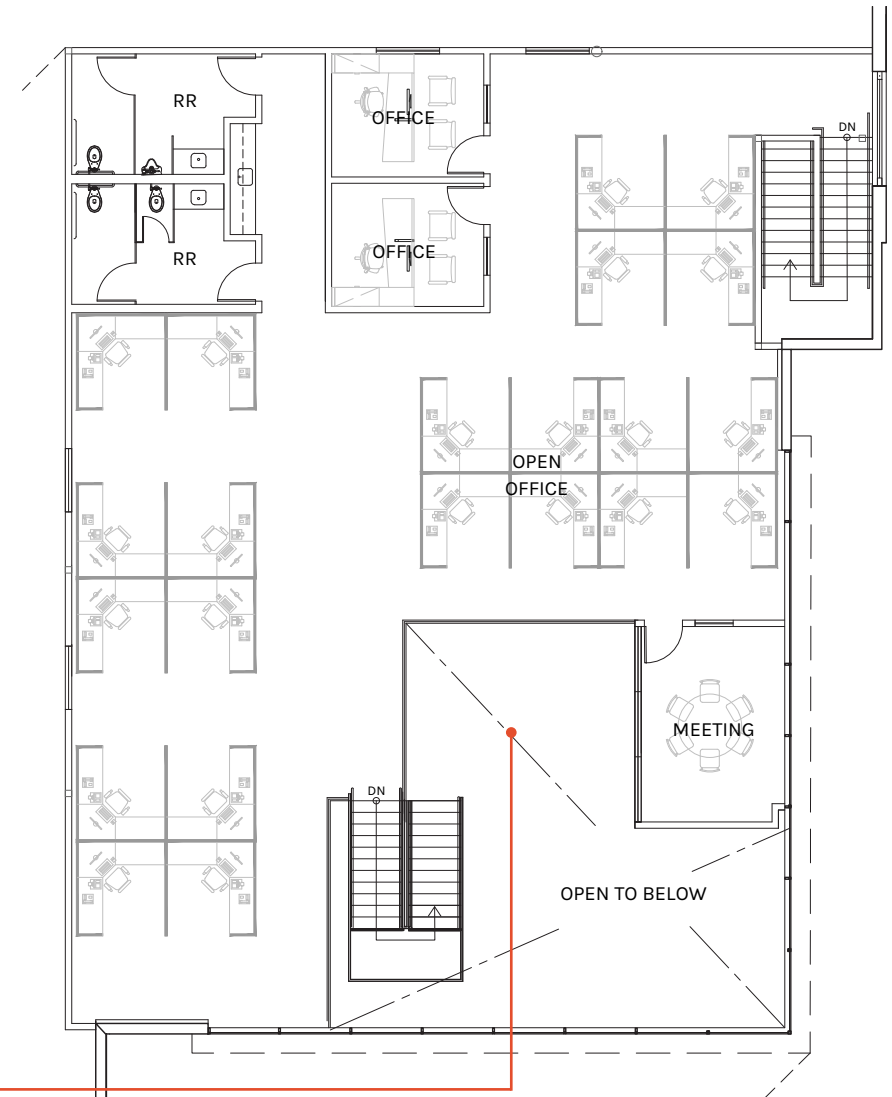 RR
OFFICE
DN
RR
OFFICE
OPEN
OFFICE
MEETING
DN
OPEN TO BELOW